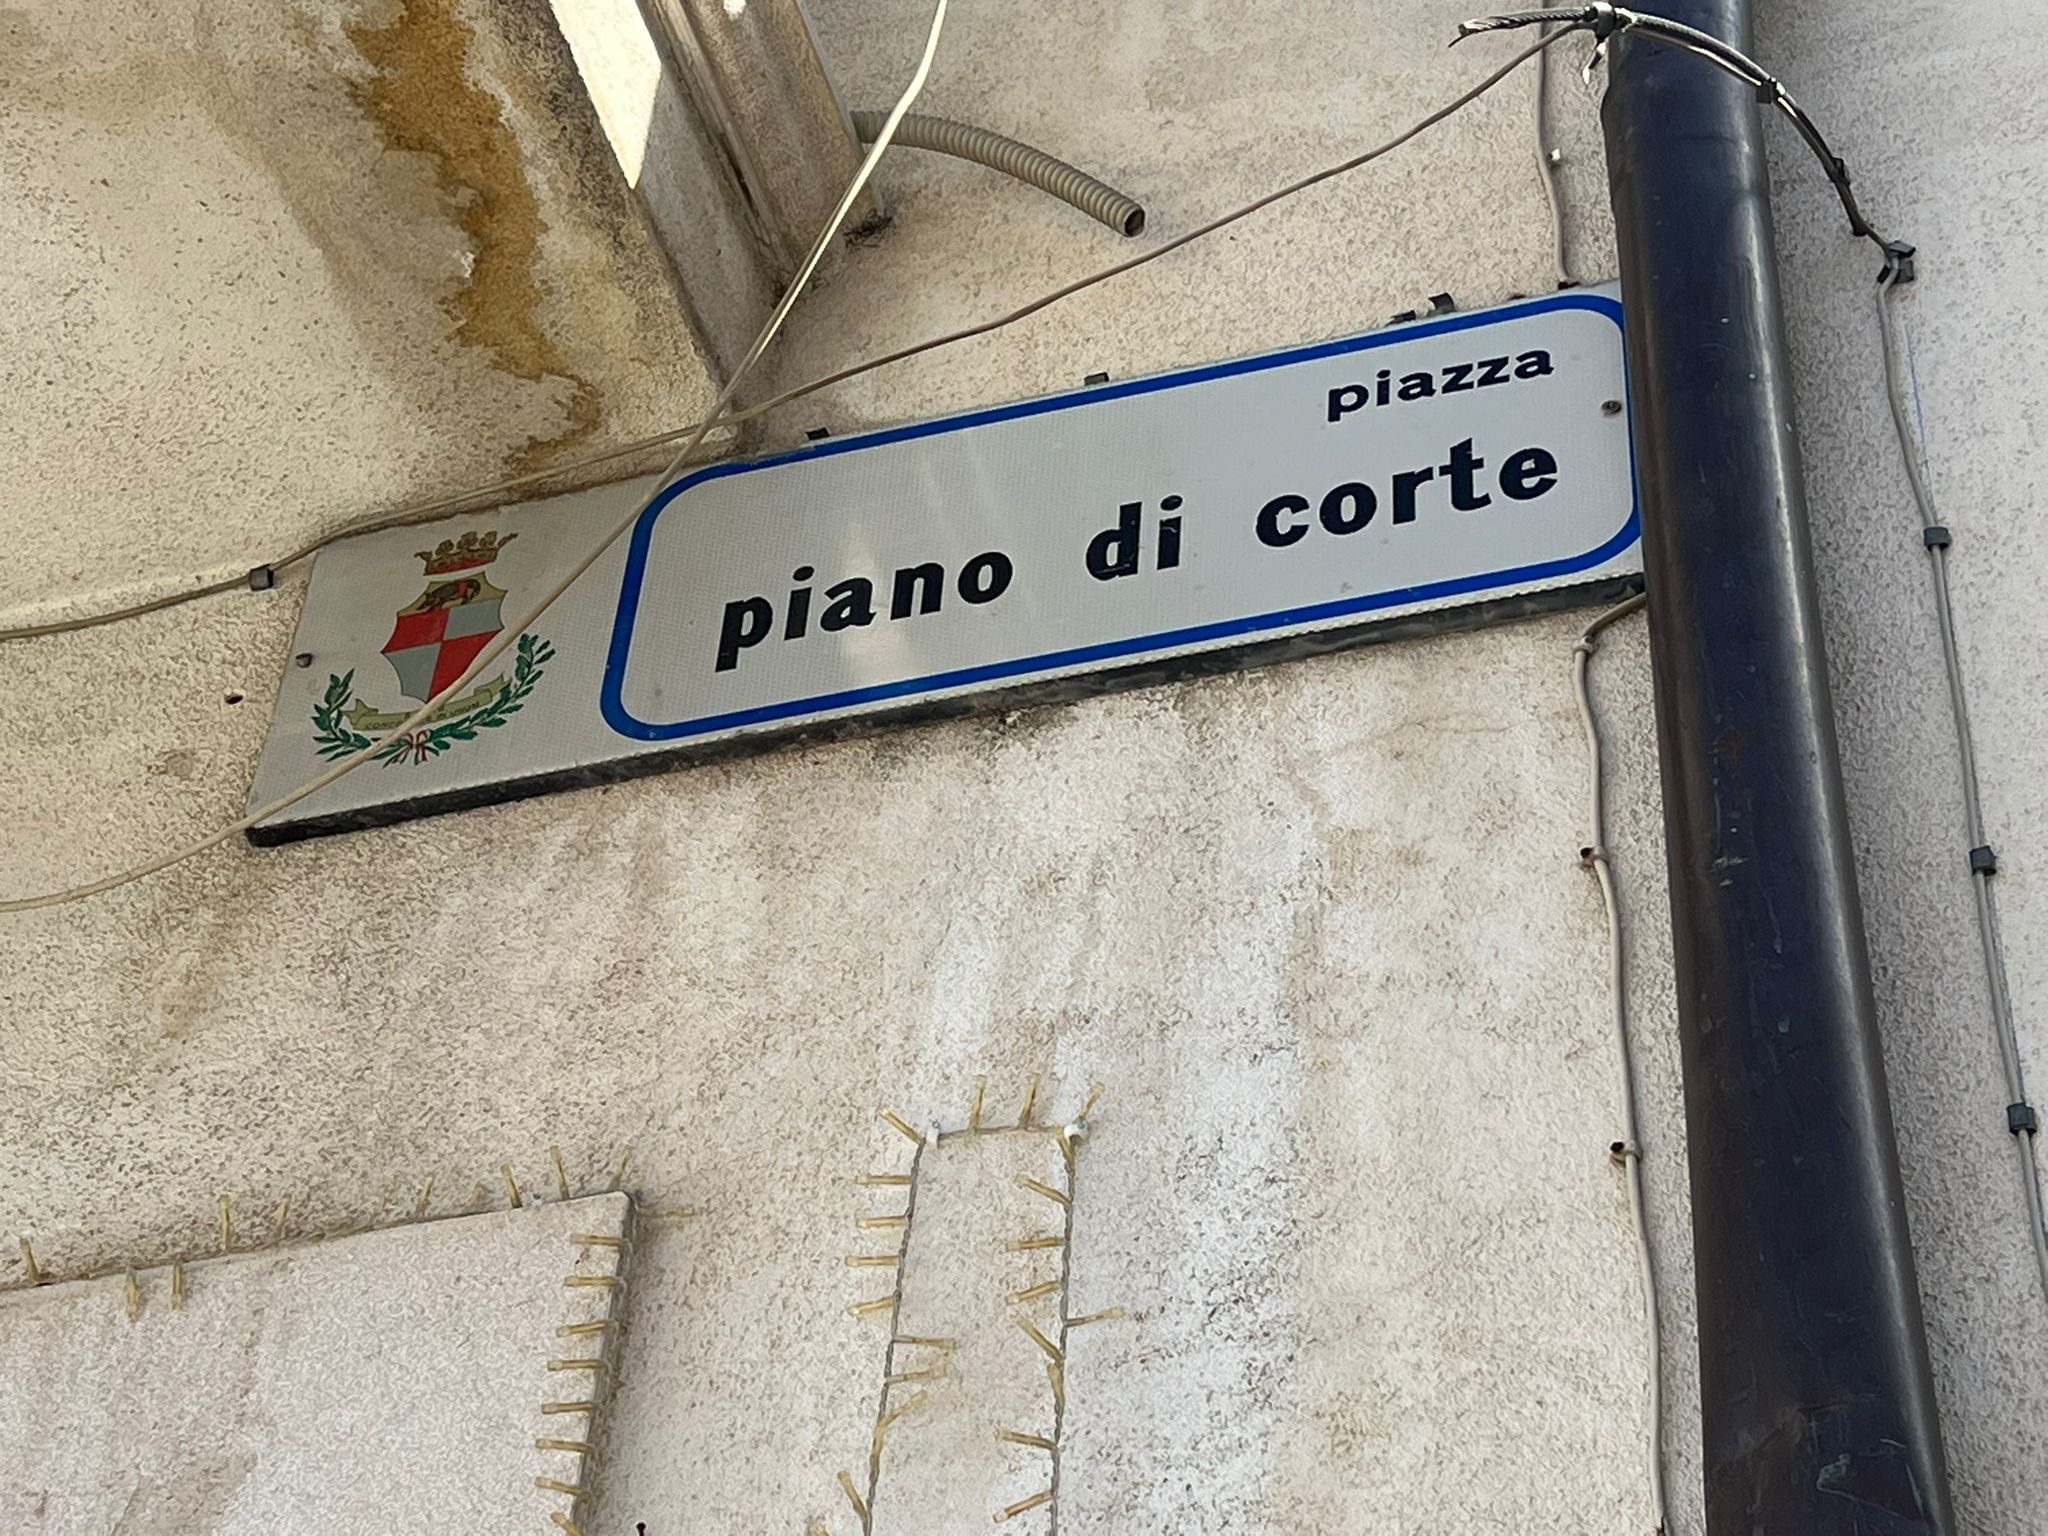 piazza
piano di corte